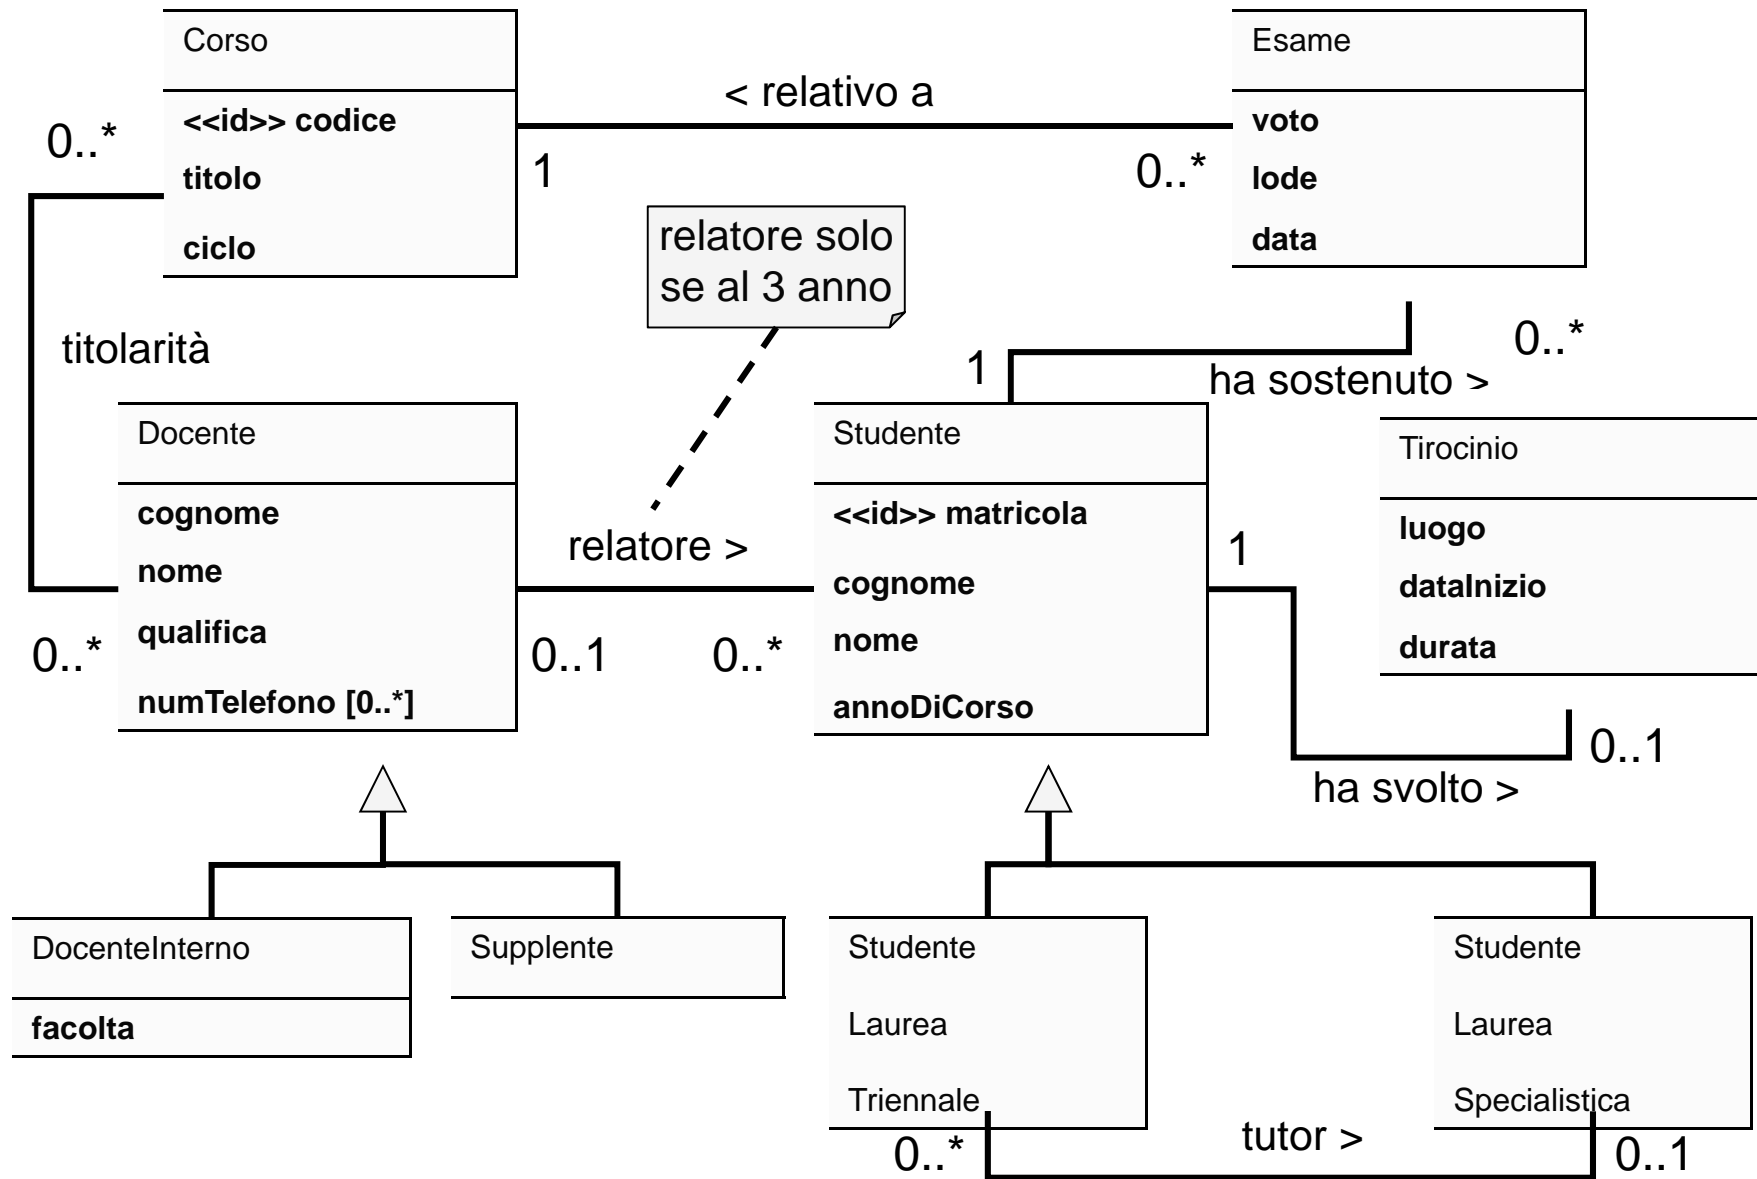 Corso
<<id>> codice
titolo
ciclo
Esame
voto
lode
data
< relativo a
1
0..*
0..*
titolarità
0..*
relatore solo
se al 3 anno
1
ha sostenuto >
0..*
Docente
cognome
nome
qualifica
numTelefono [0..*]
relatore >
0..1
0..*
Studente
<<id>> matricola
cognome
nome
annoDiCorso
Tirocinio
luogo
dataInizio
durata
1
ha svolto >
0..1
DocenteInterno
facolta
Supplente
Studente
Laurea
Triennale
Studente
Laurea
Specialistica
0..*
tutor >
0..1